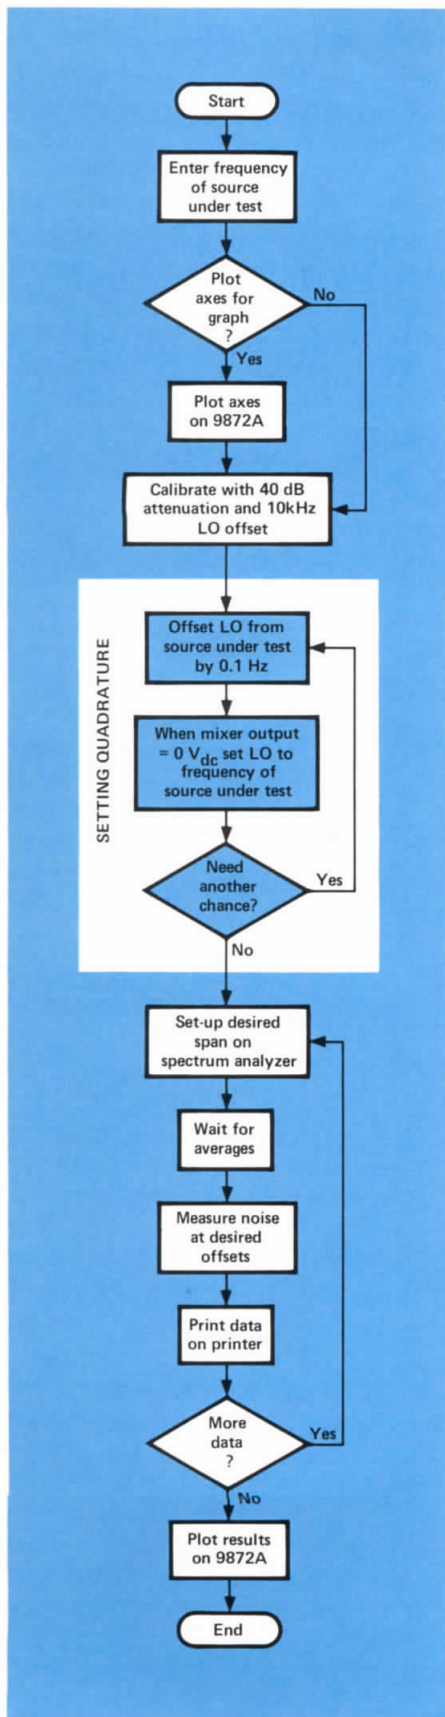 Start
Enter frequency
of source
under test
Plot
axes for
graph
?
No
Yes
Plot axes
on 9872A
Calibrate with 40 dB
attenuation and 10kHz
LO offset
SETTING QUADRATURE
Offset LO from
source under test
by 0.1 Hz
When mixer output
= 0 Vdc set LO to
frequency of
source under test
Need
another
chance?
Yes
No
Set-up desired
span on
spectrum analyzer
Wait for
averages
Measure noise
at desired
offsets
Print data
on printer
More
data
?
Yes
No
Plot results
on 9872A
End